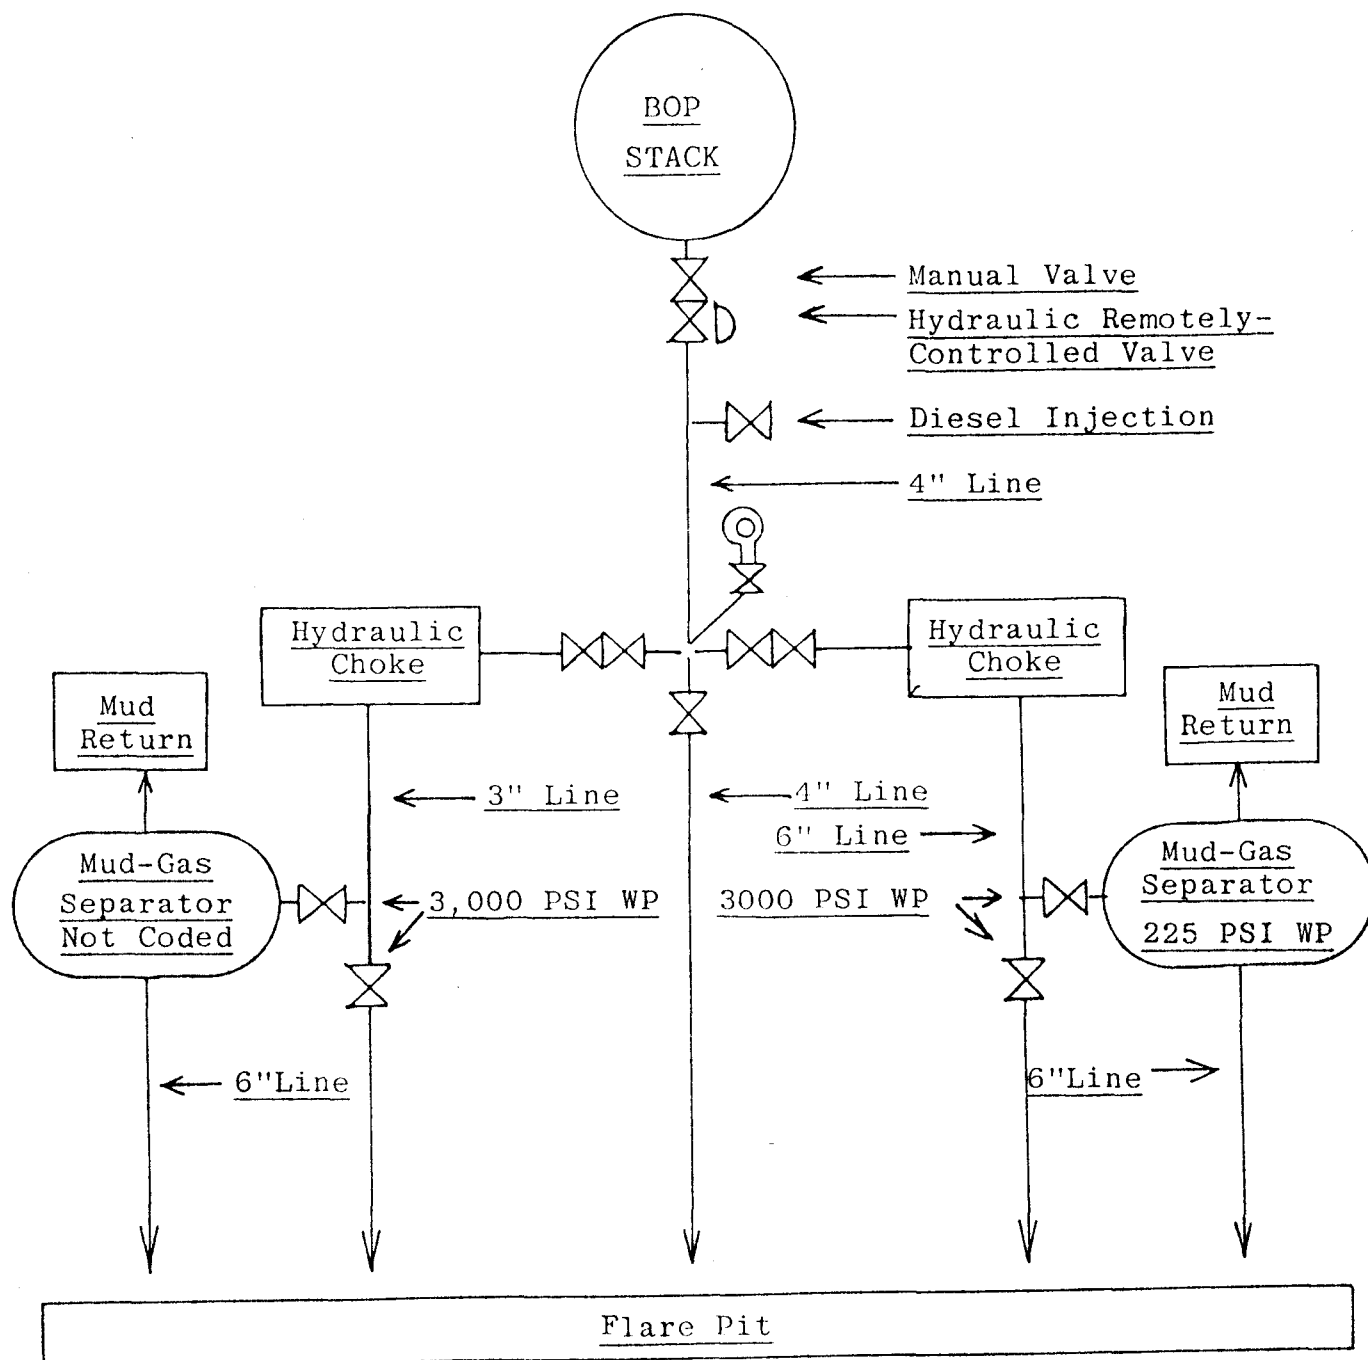 BOP
STACK
Manual Valve
Hydraulic Remotely-
Controlled Valve
Diesel Injection
4" Line
Hydraulic
Choke
Hydraulic
Choke
Mud
Return
Mud
Return
3" Line
4" Line
6" Line
Mud-Gas
Separator
Not Coded
3,000 PSI WP
3000 PSI WP
Mud-Gas
Separator
225 PSI WP
6"Line
6"Line
Flare Pit